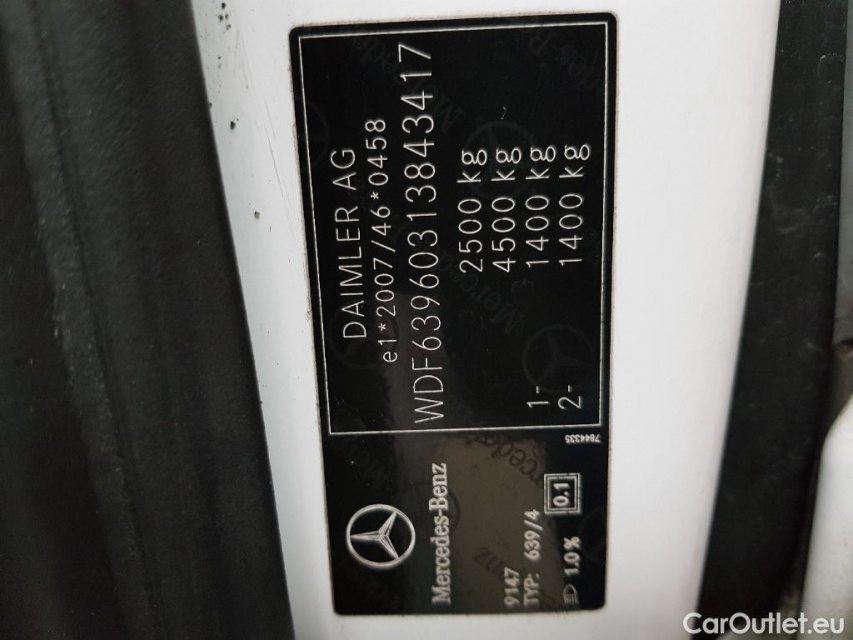 DAIMLER AG
e1*2007/46*0458
WDF63960313843417
2500 kg
4500 kg
1- 1400 kg
2- 1400 kg
7844335
Mercedes-Benz
9147
TYP: 639/4
1.0% 0.1
CarOutlet.eu